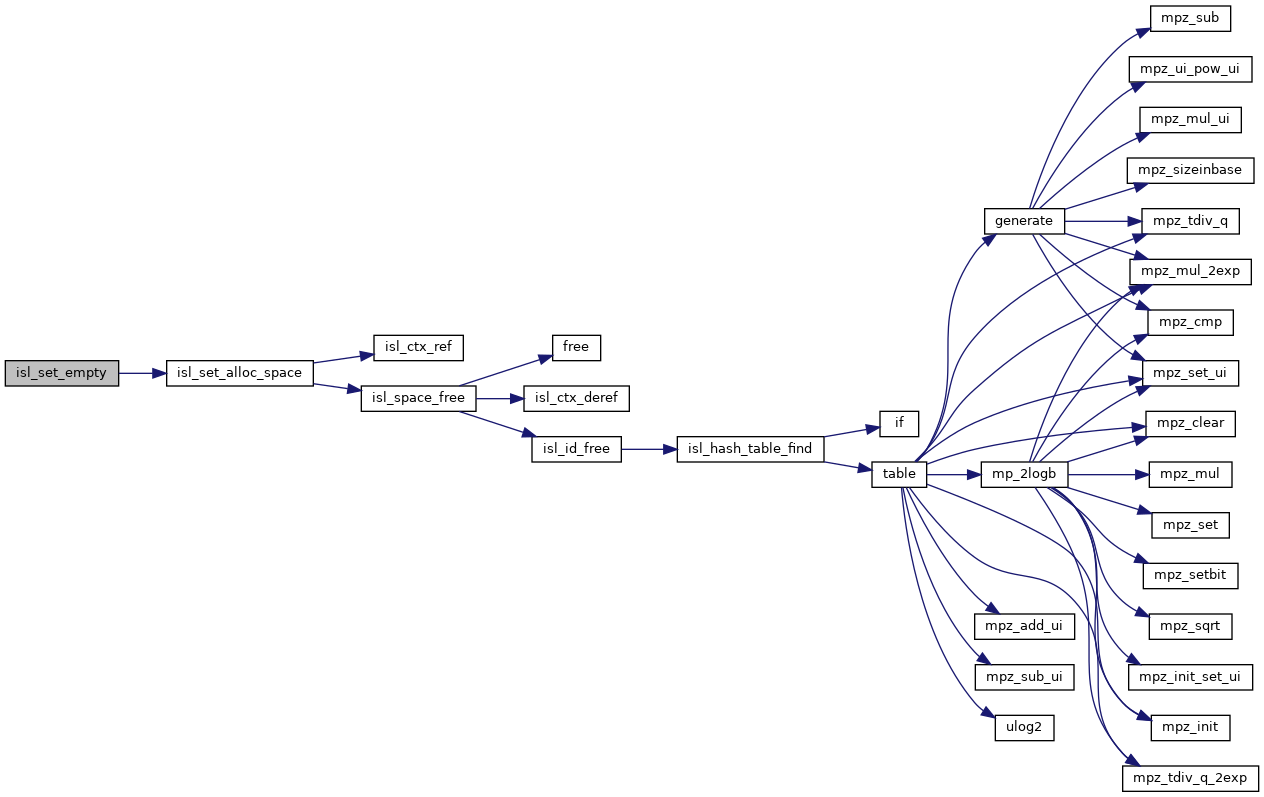 isl_set_empty
isl_set_alloc_space
isl_ctx_ref
isl_space_free
free
isl_ctx_deref
isl_id_free
isl_hash_table_find
if
table
generate
mp_2logb
mpz_add_ui
mpz_sub_ui
ulog2
mpz_sub
mpz_ui_pow_ui
mpz_mul_ui
mpz_sizeinbase
mpz_tdiv_q
mpz_mul_2exp
mpz_cmp
mpz_set_ui
mpz_clear
mpz_mul
mpz_set
mpz_setbit
mpz_sqrt
mpz_init_set_ui
mpz_init
mpz_tdiv_q_2exp